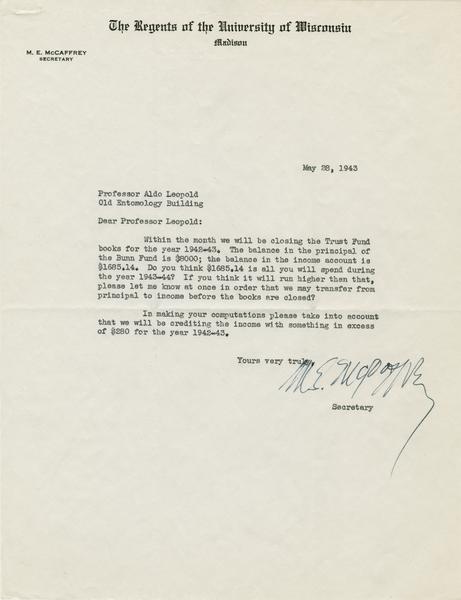 The Regents of the University of Wisconsin
Madison
M. E. McCAFFREY
SECRETARY
May 28, 1943
Professor Aldo Leopold
Old Entomology Building
Dear Professor Leopold:
Within the month we will be closing the Trust Fund
books for the year 1942-43. The balance in the principal of
the Bunn Fund is $8000; the balance in the income account is
$1685.14. Do you think $1685.14 is all you will spend during
the year 1943-44? If you think it will run higher than that,
please let me know at once in order that we may transfer from
principal to income before the books are closed?
In making your computations please take into account
that we will be crediting the income with something in excess
of $280 for the year 1942-43.
Yours very truly,
M.E. McCaffrey
Secretary